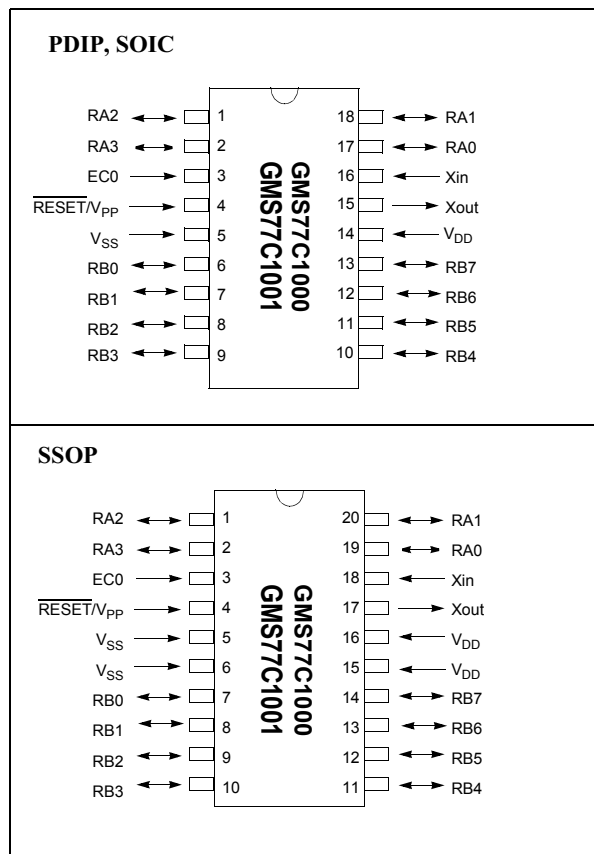 PDIP, SOIC
RA2 1 18 RA1
RA3 2 17 RA0
EC0 3 16 Xin
RESET/VPP 4 15 Xout
VSS 5 14 VDD
RB0 6 13 RB7
RB1 7 12 RB6
RB2 8 11 RB5
RB3 9 10 RB4
GMS77C1000
GMS77C1001
SSOP
RA2 1 20 RA1
RA3 2 19 RA0
EC0 3 18 Xin
RESET/VPP 4 17 Xout
VSS 5 16 VDD
VSS 6 15 VDD
RB0 7 14 RB7
RB1 8 13 RB6
RB2 9 12 RB5
RB3 10 11 RB4
GMS77C1000
GMS77C1001